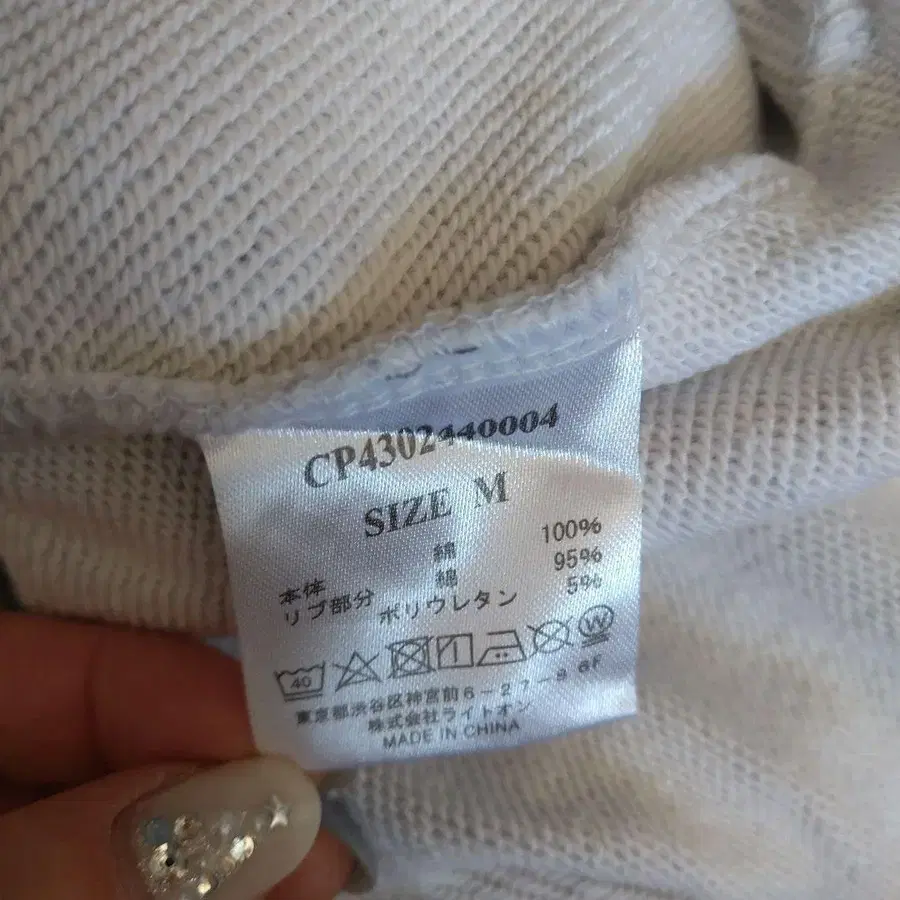 CP4302440004
SIZE M
綿 100%
本体 綿 95%
リブ部分 ポリウレタン 5%
40 W
東京都渋谷区神宮前6-27-8 6F
株式会社ライトオン
MADE IN CHINA